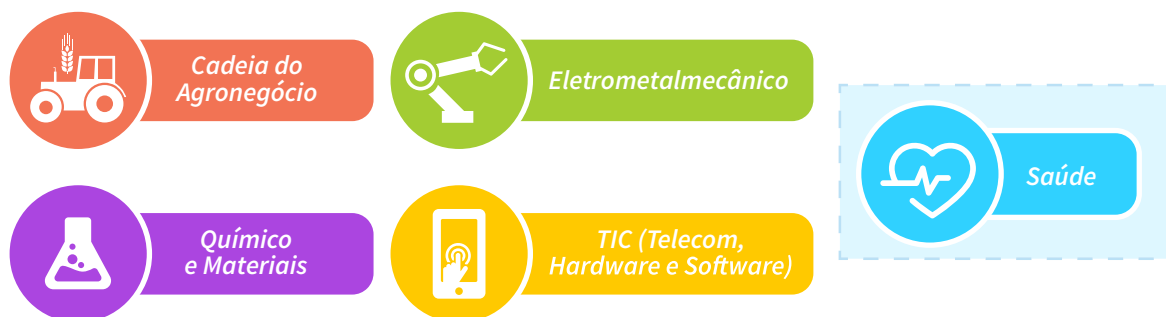 Cadeia do
Agronegócio
Eletrometalmecânico
Saúde
Químico
e Materiais
TIC (Telecom,
Hardware e Software)